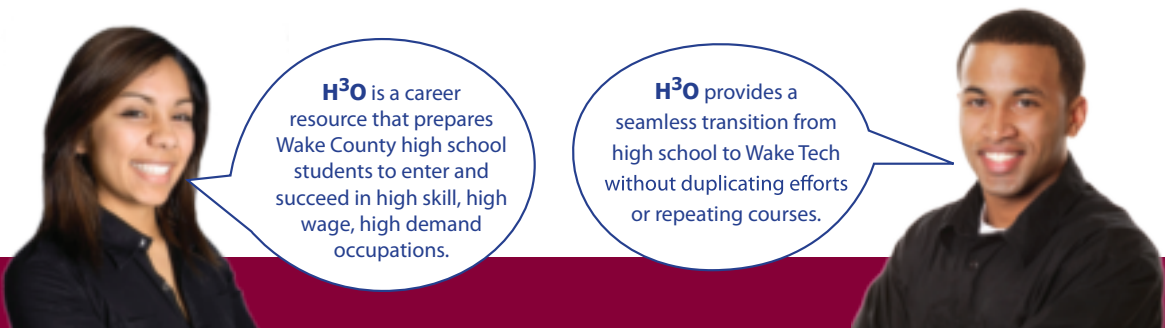 H³O is a career
resource that prepares
Wake County high school
students to enter and
succeed in high skill, high
wage, high demand
occupations.
H³O provides a
seamless transition from
high school to Wake Tech
without duplicating efforts
or repeating courses.